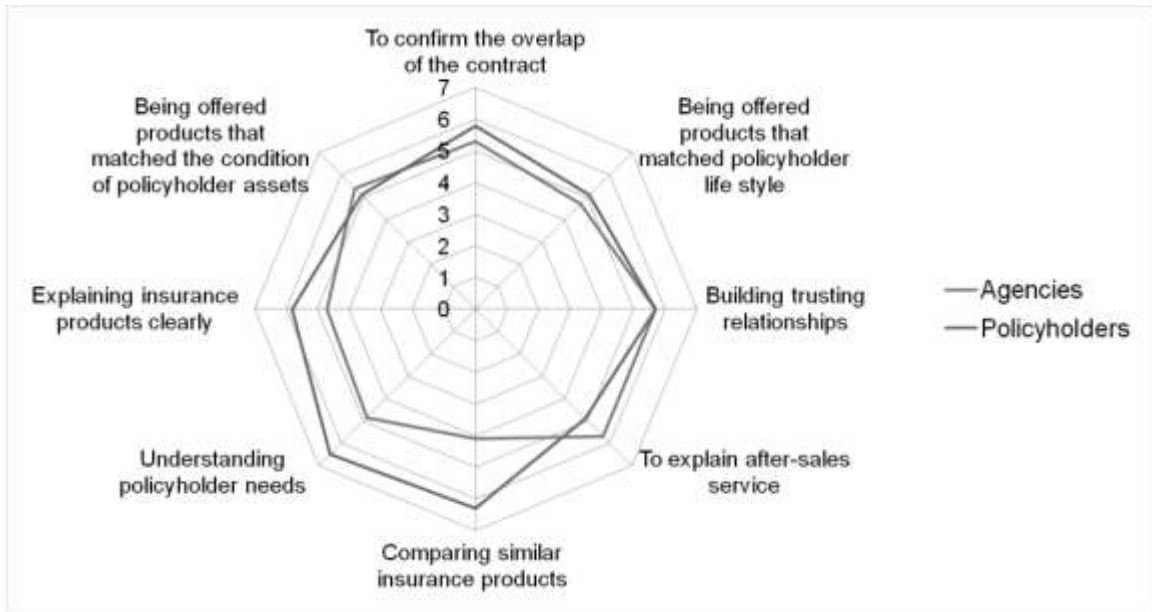 To confirm the overlap
of the contract
Being offered
products that
matched the condition
of policyholder assets
Being offered
products that
matched policyholder
life style
7
6
5
4
3
2
1
0
Explaining insurance
products clearly
Building trusting
relationships
Agencies
Policyholders
Understanding
policyholder needs
To explain after-sales
service
Comparing similar
insurance products